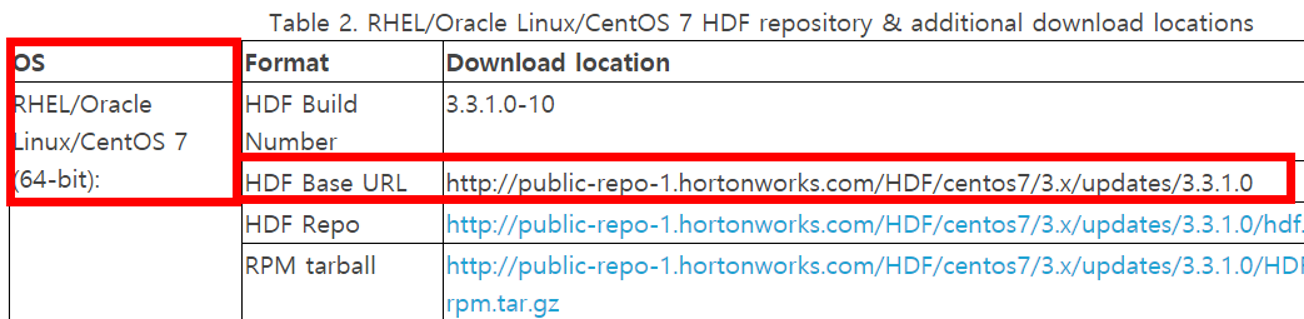 Table 2. RHEL/Oracle Linux/CentOS 7 HDF repository & additional download locations
OS Format Download location
RHEL/Oracle Linux/CentOS 7 (64-bit):
HDF Build Number
3.3.1.0-10
HDF Base URL http://public-repo-1.hortonworks.com/HDF/centos7/3.x/updates/3.3.1.0
HDF Repo http://public-repo-1.hortonworks.com/HDF/centos7/3.x/updates/3.3.1.0/hdf.
RPM tarball http://public-repo-1.hortonworks.com/HDF/centos7/3.x/updates/3.3.1.0/HDF
rpm.tar.gz